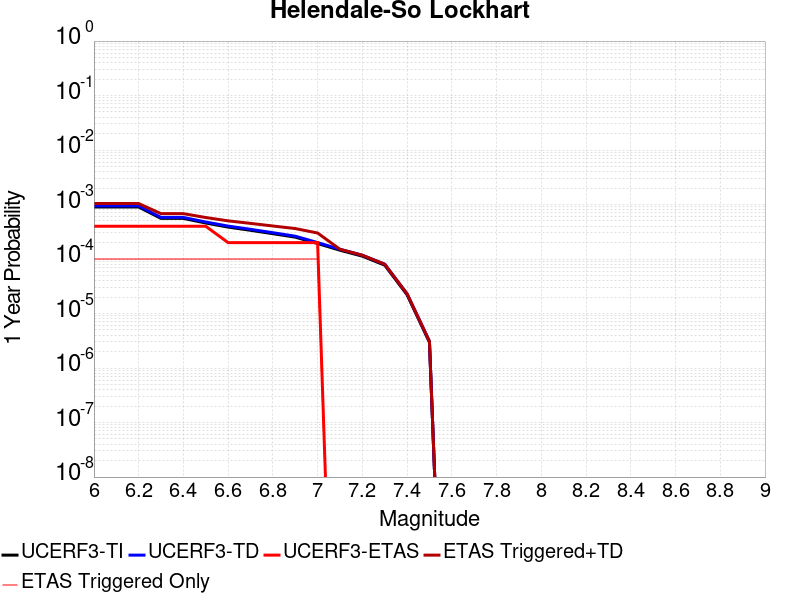 Helendale-So Lockhart
10^0
10^-1
10^-2
10^-3
10^-4
10^-5
10^-6
10^-7
10^-8
1 Year Probability
6 6.2 6.4 6.6 6.8 7 7.2 7.4 7.6 7.8 8 8.2 8.4 8.6 8.8 9
Magnitude
UCERF3-TI UCERF3-TD UCERF3-ETAS ETAS Triggered+TD
ETAS Triggered Only